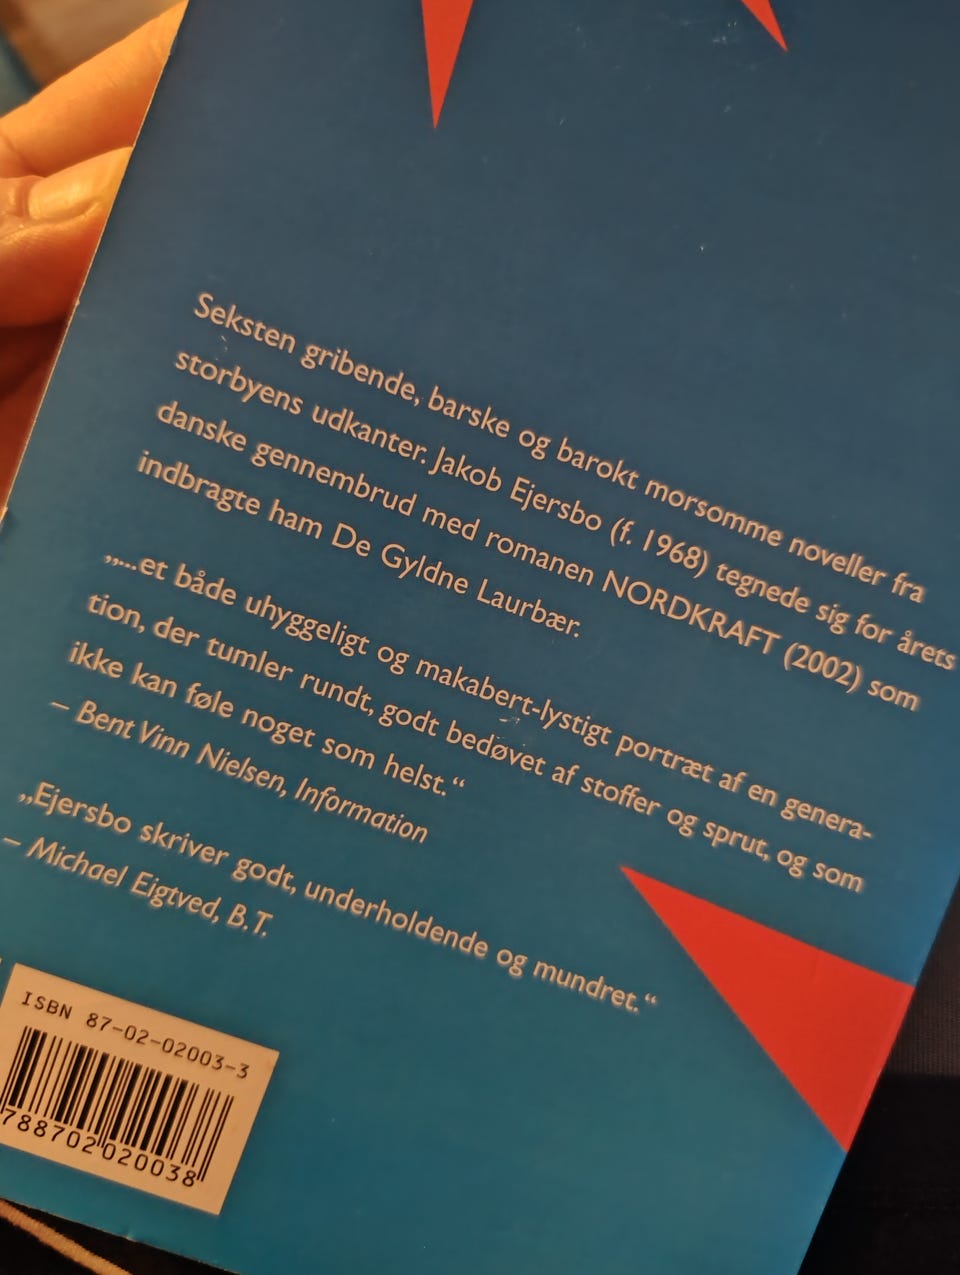 Seksten gribende, barske og barokt morsomme noveller fra
storbyens udkanter. Jakob Ejersbo (f. 1968) tegnede sig for årets
danske gennembrud med romanen NORDKRAFT (2002) som
indbragte ham De Gyldne Laurbær.
„...et både uhyggeligt og makabert-lystigt portræt af en genera-
tion, der tumler rundt, godt bedøvet af stoffer og sprut, og som
ikke kan føle noget som helst.“
– Bent Vinn Nielsen, Information
„Ejersbo skriver godt, underholdende og mundret.“
– Michael Eigtved, B.T.
ISBN 87-02-02003-3
788702020038